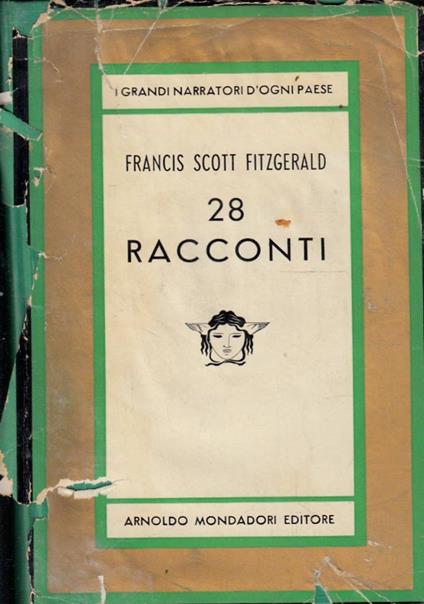 I GRANDI NARRATORI D'OGNI PAESE
FRANCIS SCOTT FITZGERALD
28
RACCONTI
ARNOLDO MONDADORI EDITORE